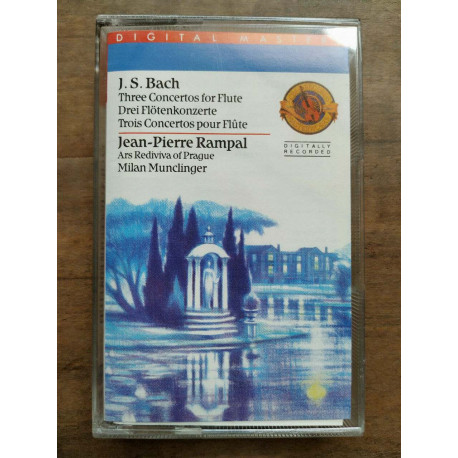 DIGITAL MASTE
J. S. Bach
Three Concertos for Flute
Drei Flötenkonzerte
Trois Concertos pour Flûte
Jean-Pierre Rampal
Ars Rediviva of Prague
Milan Munclinger
DIGITALLY
RECORDED